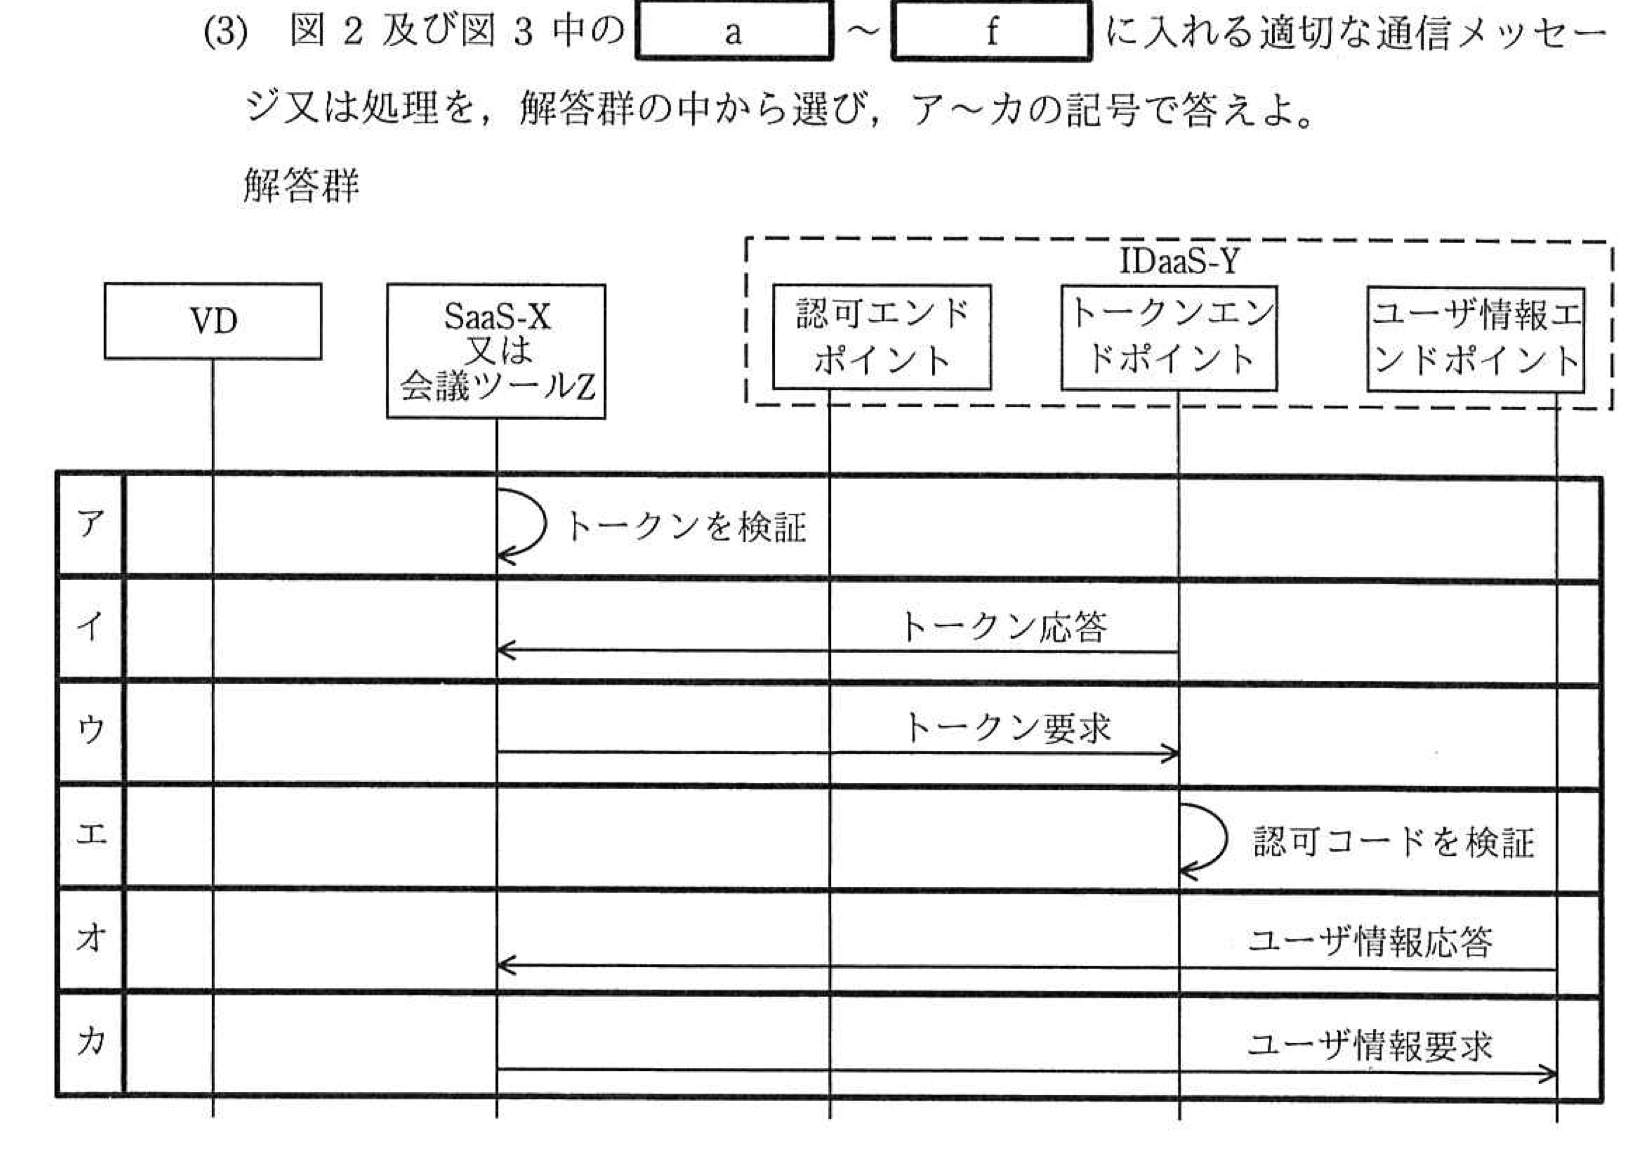 (3) 図 2 及び図 3 中の a ～ f に入れる適切な通信メッセー
ジ又は処理を，解答群の中から選び，ア～カの記号で答えよ。
解答群
IDaaS-Y
VD
SaaS-X
又は
会議ツールZ
認可エンド
ポイント
トークンエン
ドポイント
ユーザ情報エ
ンドポイント
ア トークンを検証
イ トークン応答
ウ トークン要求
エ 認可コードを検証
オ ユーザ情報応答
カ ユーザ情報要求